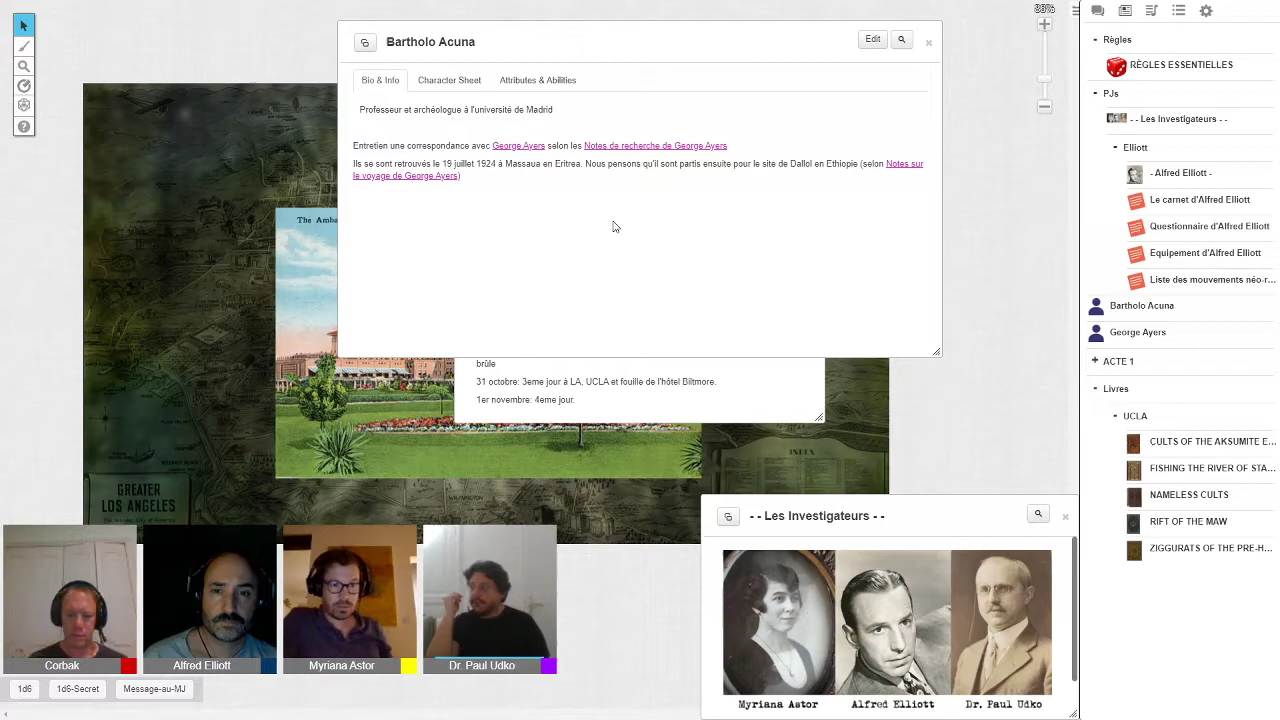 88%
Bartholo Acuna
Edit
Bio & Info
Character Sheet
Attributes & Abilities
Professeur et archéologue à l'université de Madrid
Entretien une correspondance avec George Ayers selon les Notes de recherche de George Ayers
Ils se sont retrouvés le 19 juillet 1924 à Massaua en Eritrea. Nous pensons qu'il sont partis ensuite pour le site de Dallol en Ethiopie (selon Notes sur
le voyage de George Ayers)
The Amba
brûle
31 octobre: 3eme jour à LA, UCLA et fouille de l'hôtel Biltmore.
1er novembre: 4eme jour.
INDEX
GREATER
LOS ANGELES
- - Les Investigateurs - -
Myriana Astor
Alfred Elliott
Dr. Paul Udko
Corbak
Alfred Elliott
Myriana Astor
Dr. Paul Udko
1d6
1d6-Secret
Message-au-MJ
Règles
RÈGLES ESSENTIELLES
PJs
- - Les Investigateurs - -
Elliott
- Alfred Elliott -
Le carnet d'Alfred Elliott
Questionnaire d'Alfred Elliott
Equipement d'Alfred Elliott
Liste des mouvements néo-r...
Bartholo Acuna
George Ayers
ACTE 1
Livres
UCLA
CULTS OF THE AKSUMITE E...
FISHING THE RIVER OF STA...
NAMELESS CULTS
RIFT OF THE MAW
ZIGGURATS OF THE PRE-H...